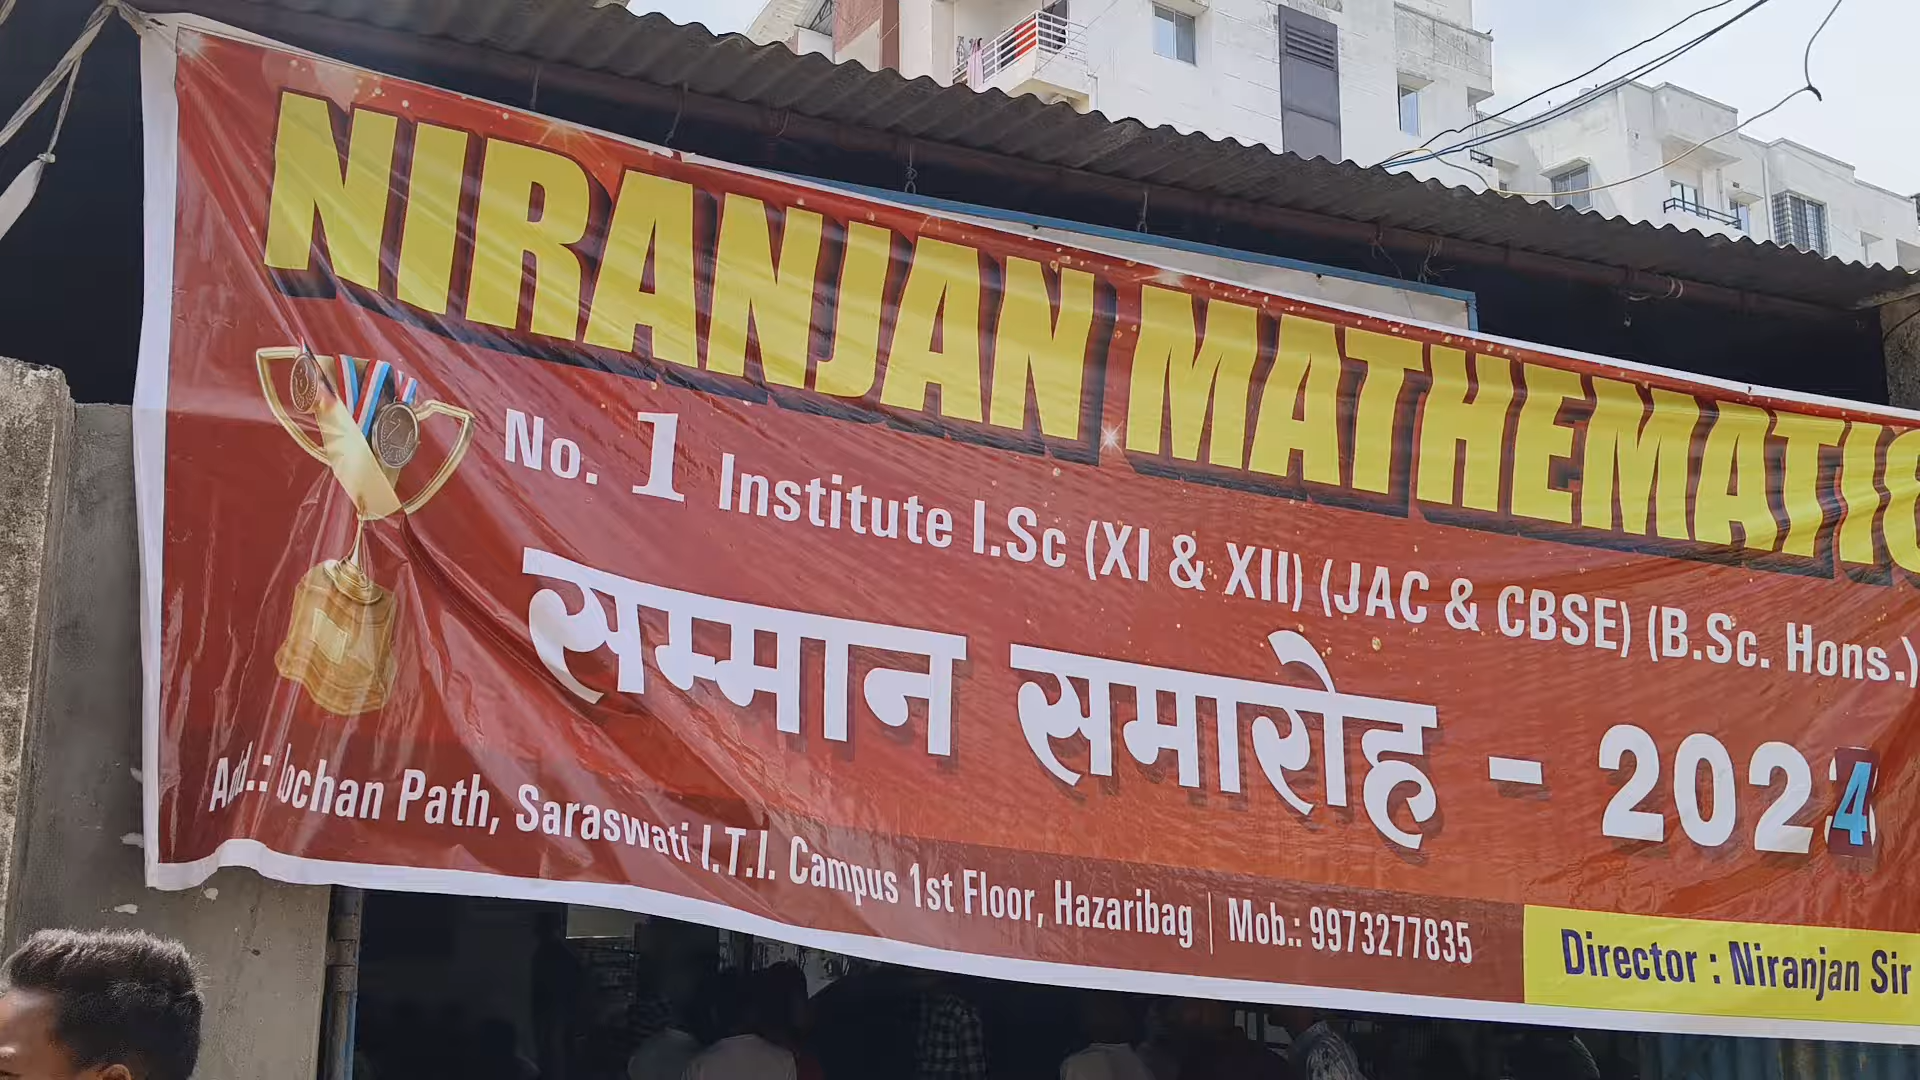 NIRANJAN MATHEMATIC
No. 1 Institute I.Sc (XI & XII) (JAC & CBSE) (B.Sc. Hons.)
सम्मान समारोह - 2024
Add.: lochan Path, Saraswati I.T.I. Campus 1st Floor, Hazaribag | Mob.: 9973277835
Director : Niranjan Sir